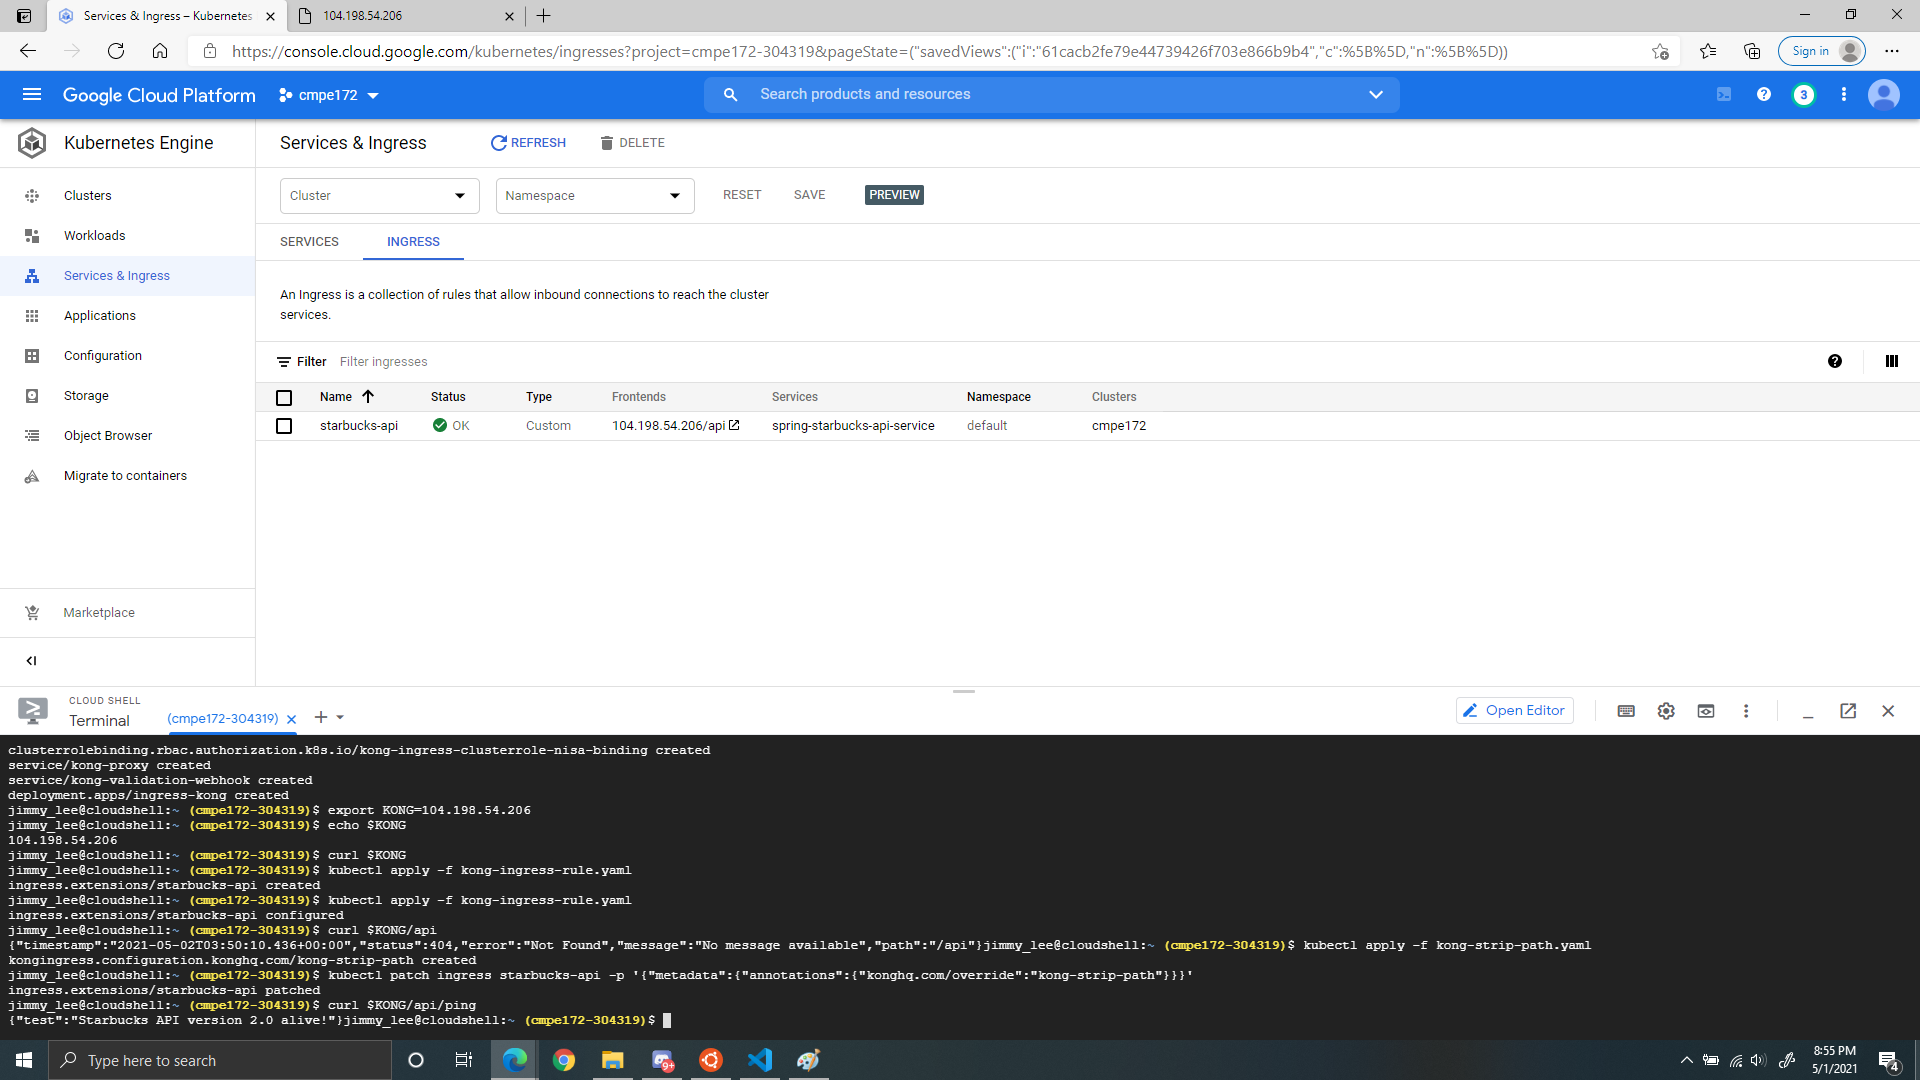 Services & Ingress – Kubernetes
104.198.54.206
https://console.cloud.google.com/kubernetes/ingresses?project=cmpe172-304319&pageState=("savedViews":("i":"61cacb2fe79e44739426f703e866b9b4","c":%5B%5D,"n":%5B%5D))
Sign in
Google Cloud Platform
cmpe172
Search products and resources
3
Kubernetes Engine
Services & Ingress
REFRESH
DELETE
Clusters
Workloads
Services & Ingress
Applications
Configuration
Storage
Object Browser
Migrate to containers
Marketplace
Cluster
Namespace
RESET
SAVE
PREVIEW
SERVICES
INGRESS
An Ingress is a collection of rules that allow inbound connections to reach the cluster
services.
Filter Filter ingresses
Name Status Type Frontends Services Namespace Clusters
starbucks-api OK Custom 104.198.54.206/api spring-starbucks-api-service default cmpe172
CLOUD SHELL
Terminal
(cmpe172-304319)
Open Editor
clusterrolebinding.rbac.authorization.k8s.io/kong-ingress-clusterrole-nisa-binding created
service/kong-proxy created
service/kong-validation-webhook created
deployment.apps/ingress-kong created
jimmy_lee@cloudshell:~ (cmpe172-304319)$ export KONG=104.198.54.206
jimmy_lee@cloudshell:~ (cmpe172-304319)$ echo $KONG
104.198.54.206
jimmy_lee@cloudshell:~ (cmpe172-304319)$ curl $KONG
jimmy_lee@cloudshell:~ (cmpe172-304319)$ kubectl apply -f kong-ingress-rule.yaml
ingress.extensions/starbucks-api created
jimmy_lee@cloudshell:~ (cmpe172-304319)$ kubectl apply -f kong-ingress-rule.yaml
ingress.extensions/starbucks-api configured
jimmy_lee@cloudshell:~ (cmpe172-304319)$ curl $KONG/api
{"timestamp":"2021-05-02T03:50:10.436+00:00","status":404,"error":"Not Found","message":"No message available","path":"/api"}jimmy_lee@cloudshell:~ (cmpe172-304319)$ kubectl apply -f kong-strip-path.yaml
kongingress.configuration.konghq.com/kong-strip-path created
jimmy_lee@cloudshell:~ (cmpe172-304319)$ kubectl patch ingress starbucks-api -p '{"metadata":{"annotations":{"konghq.com/override":"kong-strip-path"}}}'
ingress.extensions/starbucks-api patched
jimmy_lee@cloudshell:~ (cmpe172-304319)$ curl $KONG/api/ping
{"test":"Starbucks API version 2.0 alive!"}jimmy_lee@cloudshell:~ (cmpe172-304319)$
Type here to search
9+
8:55 PM
5/1/2021
4